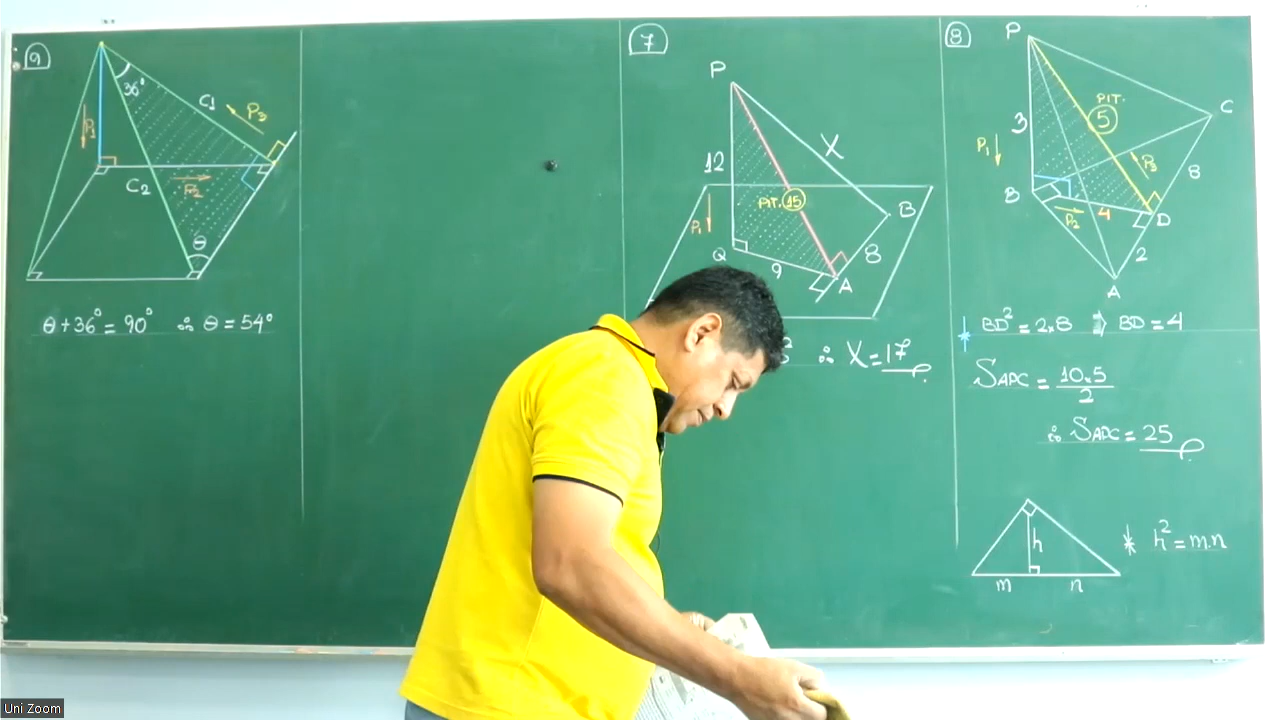 9
36°
C1
P3
P1
C2
P2
θ
θ+36°=90° ∴ θ=54°
7
P
12
X
PIT. 15
P1
B
Q
9
8
A
∴ X=17
8
P
C
PIT.
5
3
P1
P3
8
B
P2
4
D
2
A
* BD²=2×8 ⇒ BD=4
SAPC = 10×5
2
∴ SAPC = 25
h
m
n
* h²=m.n
Uni Zoom